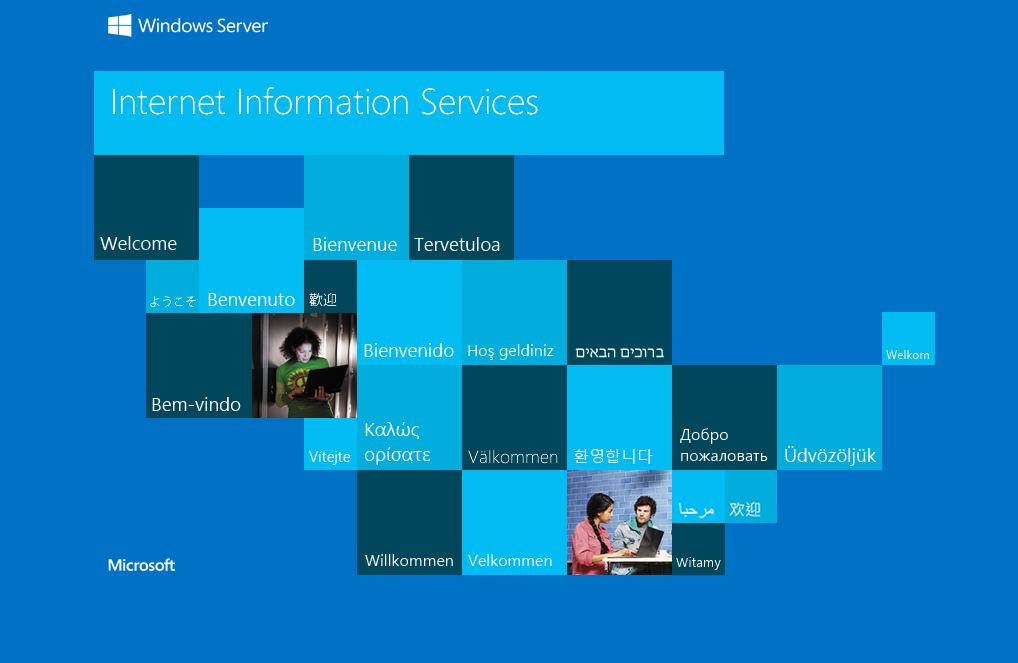 Windows Server
Internet Information Services
Welcome
Bienvenue
Tervetuloa
ようこそ
Benvenuto
歡迎
Bienvenido
Hoş geldiniz
ברוכים הבאים
Welkom
Bem-vindo
Vítejte
Καλώς
ορίσατε
Välkommen
환영합니다
Добро
пожаловать
Üdvözöljük
Willkommen
Velkommen
مرحبا
欢迎
Witamy
Microsoft